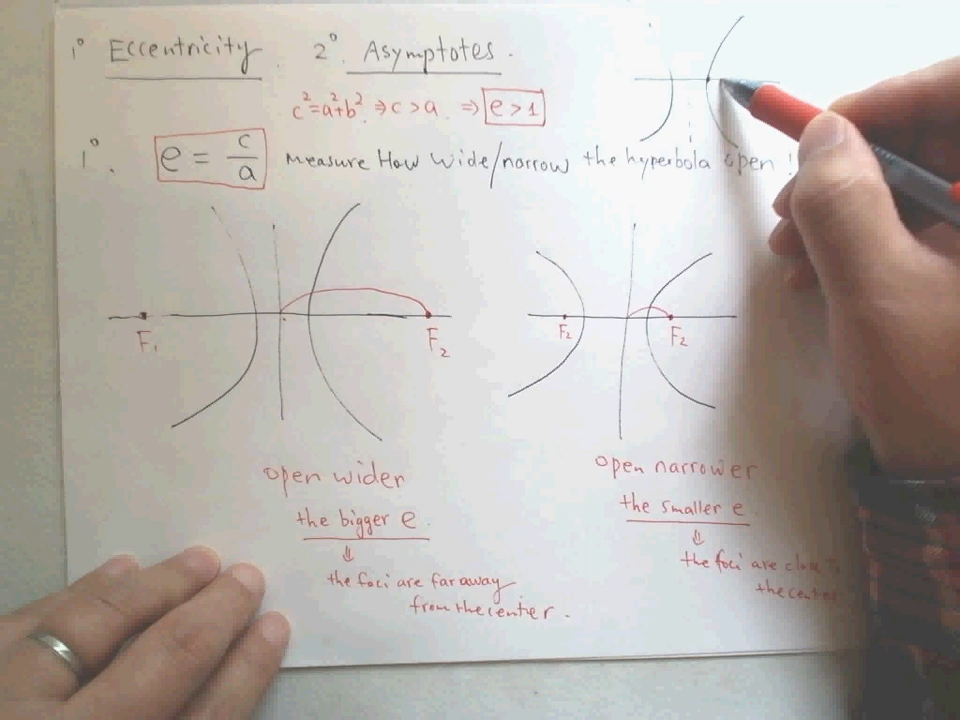 1° Eccentricity. 2° Asymptotes.
c²=a²+b². ⇒ c>a. ⇒ e>1
1°. e = c/a measure How wide/narrow the hyperbola open!
F₁ F₂ F₂ F₂
open wider open narrower
the bigger e. the smaller e.
⇓ ⇓
the foci are far away the foci are close
from the center. the